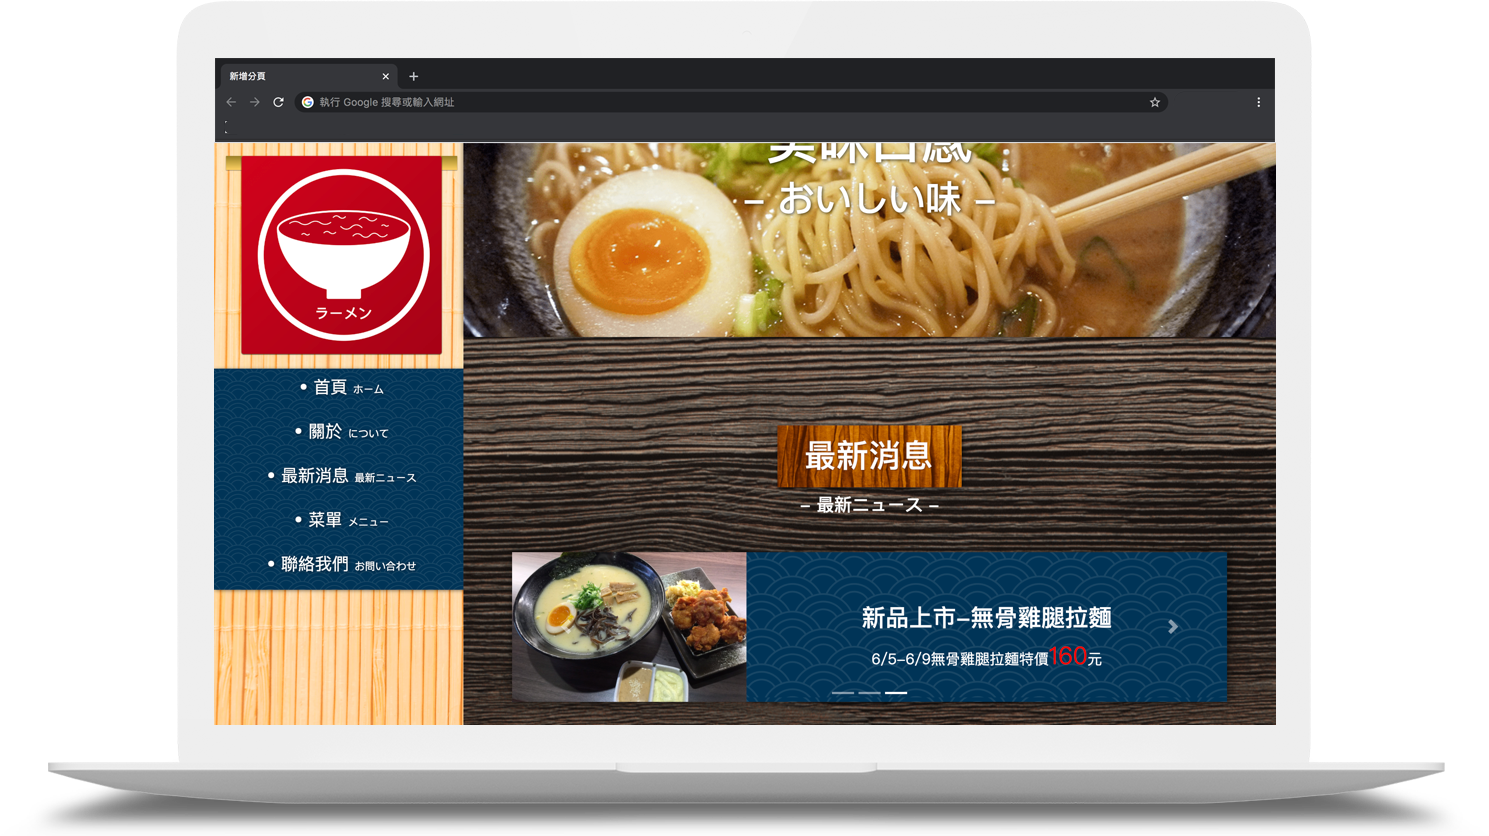 新增分頁
執行 Google 搜尋或輸入網址
ラーメン
• 首頁 ホーム
• 關於 について
• 最新消息 最新ニュース
• 菜單 メニュー
• 聯絡我們 お問い合わせ
美味口感
– おいしい味 –
最新消息
– 最新ニュース –
新品上市–無骨雞腿拉麵
6/5–6/9無骨雞腿拉麵特價160元